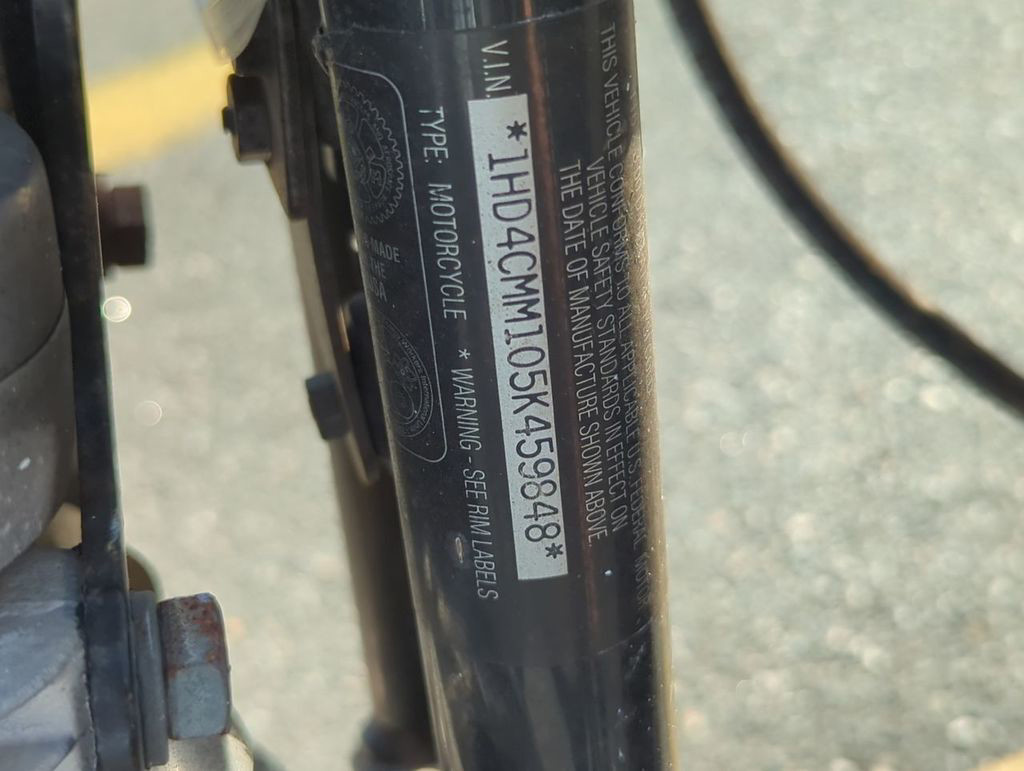 THIS VEHICLE CONFORMS TO ALL APPLICABLE U.S. FEDERAL MOTOR
VEHICLE SAFETY STANDARDS IN EFFECT ON
THE DATE OF MANUFACTURE SHOWN ABOVE.
V.I.N.
*1HD4CMM105K459848*
TYPE: MOTORCYCLE * WARNING - SEE RIM LABELS
MADE
THE
USA